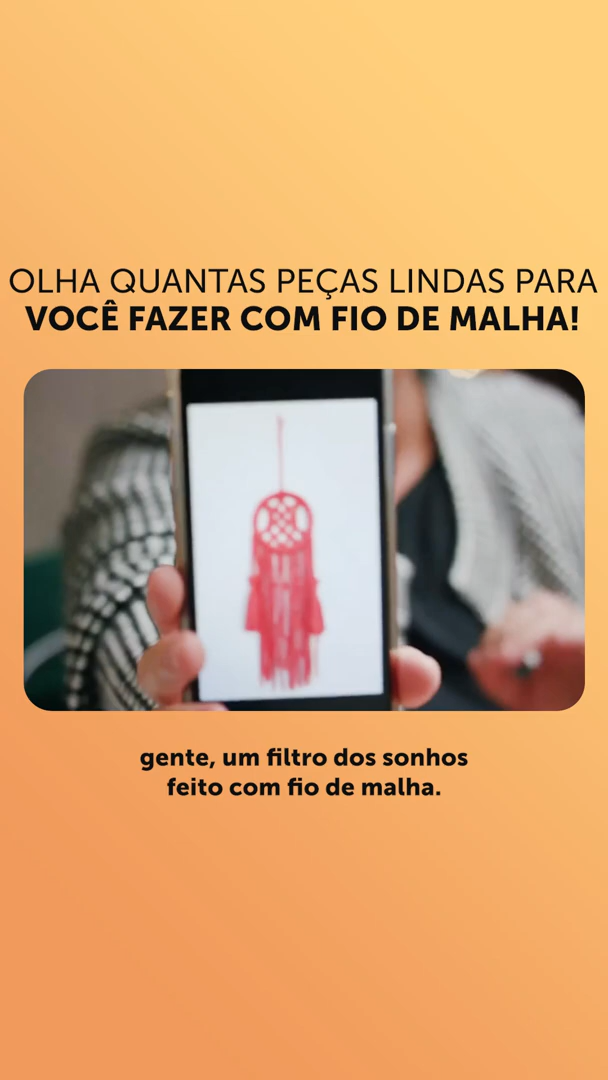 OLHA QUANTAS PEÇAS LINDAS PARA
VOCÊ FAZER COM FIO DE MALHA!
gente, um filtro dos sonhos
feito com fio de malha.